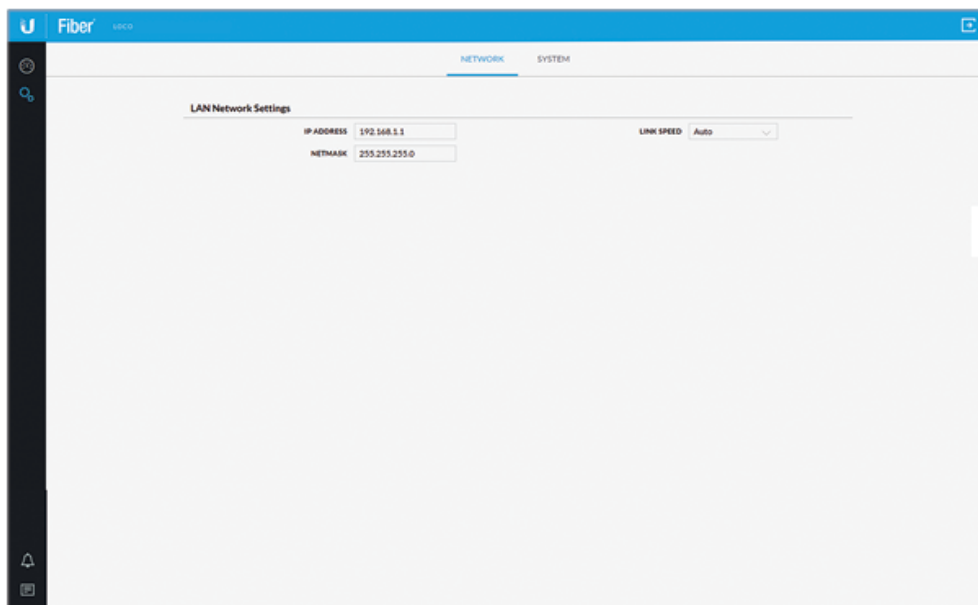 Fiber LOCO
NETWORK SYSTEM
LAN Network Settings
IP ADDRESS 192.168.1.1 LINK SPEED Auto
NETMASK 255.255.255.0